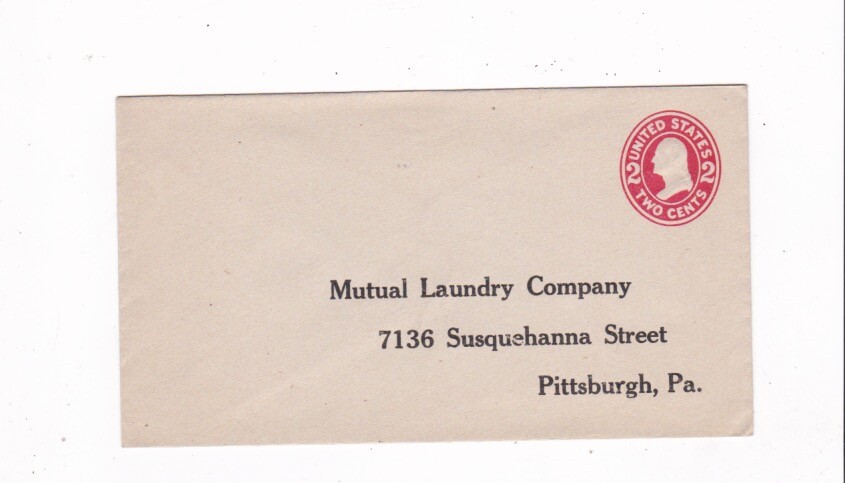 UNITED STATES
2 2
TWO CENTS
Mutual Laundry Company
7136 Susquehanna Street
Pittsburgh, Pa.